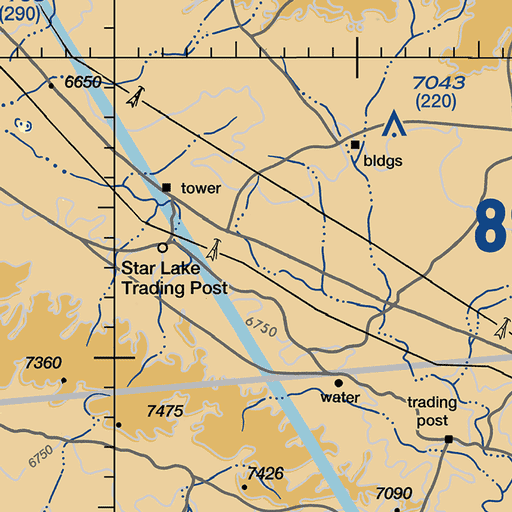 (290)
6650
7043
(220)
bldgs
tower
8
Star Lake
Trading Post
6750
7360
water
trading
post
7475
6750
7426
7090